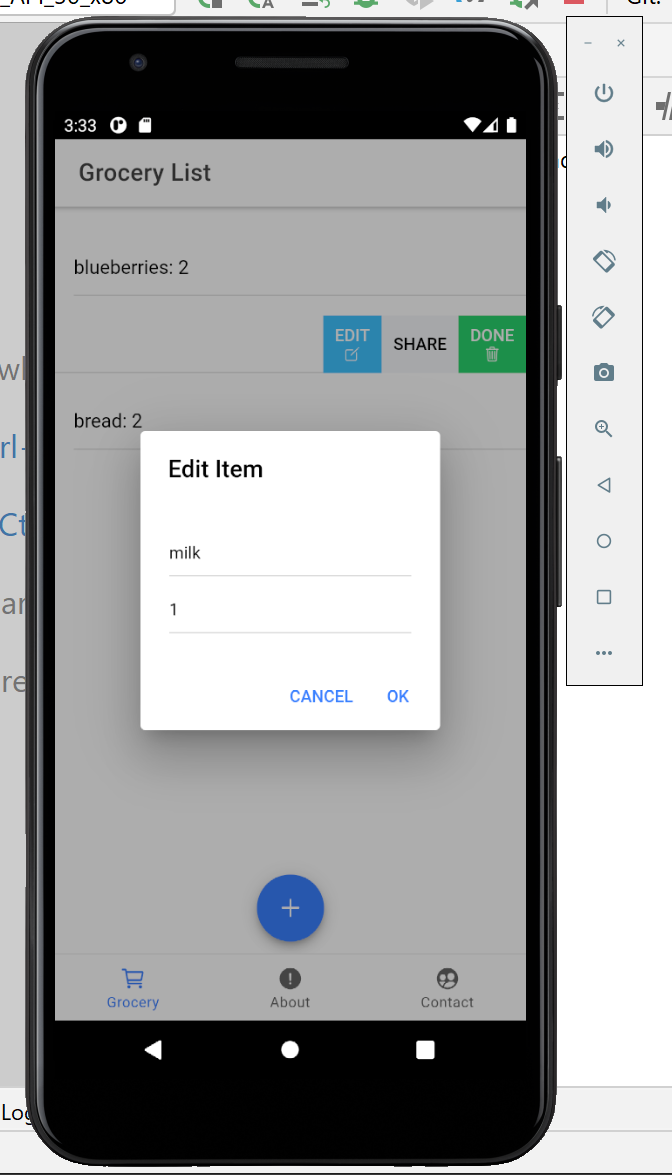 3:33
Grocery List
blueberries: 2
EDIT SHARE DONE
bread: 2
Edit Item
milk
1
CANCEL OK
Grocery About Contact